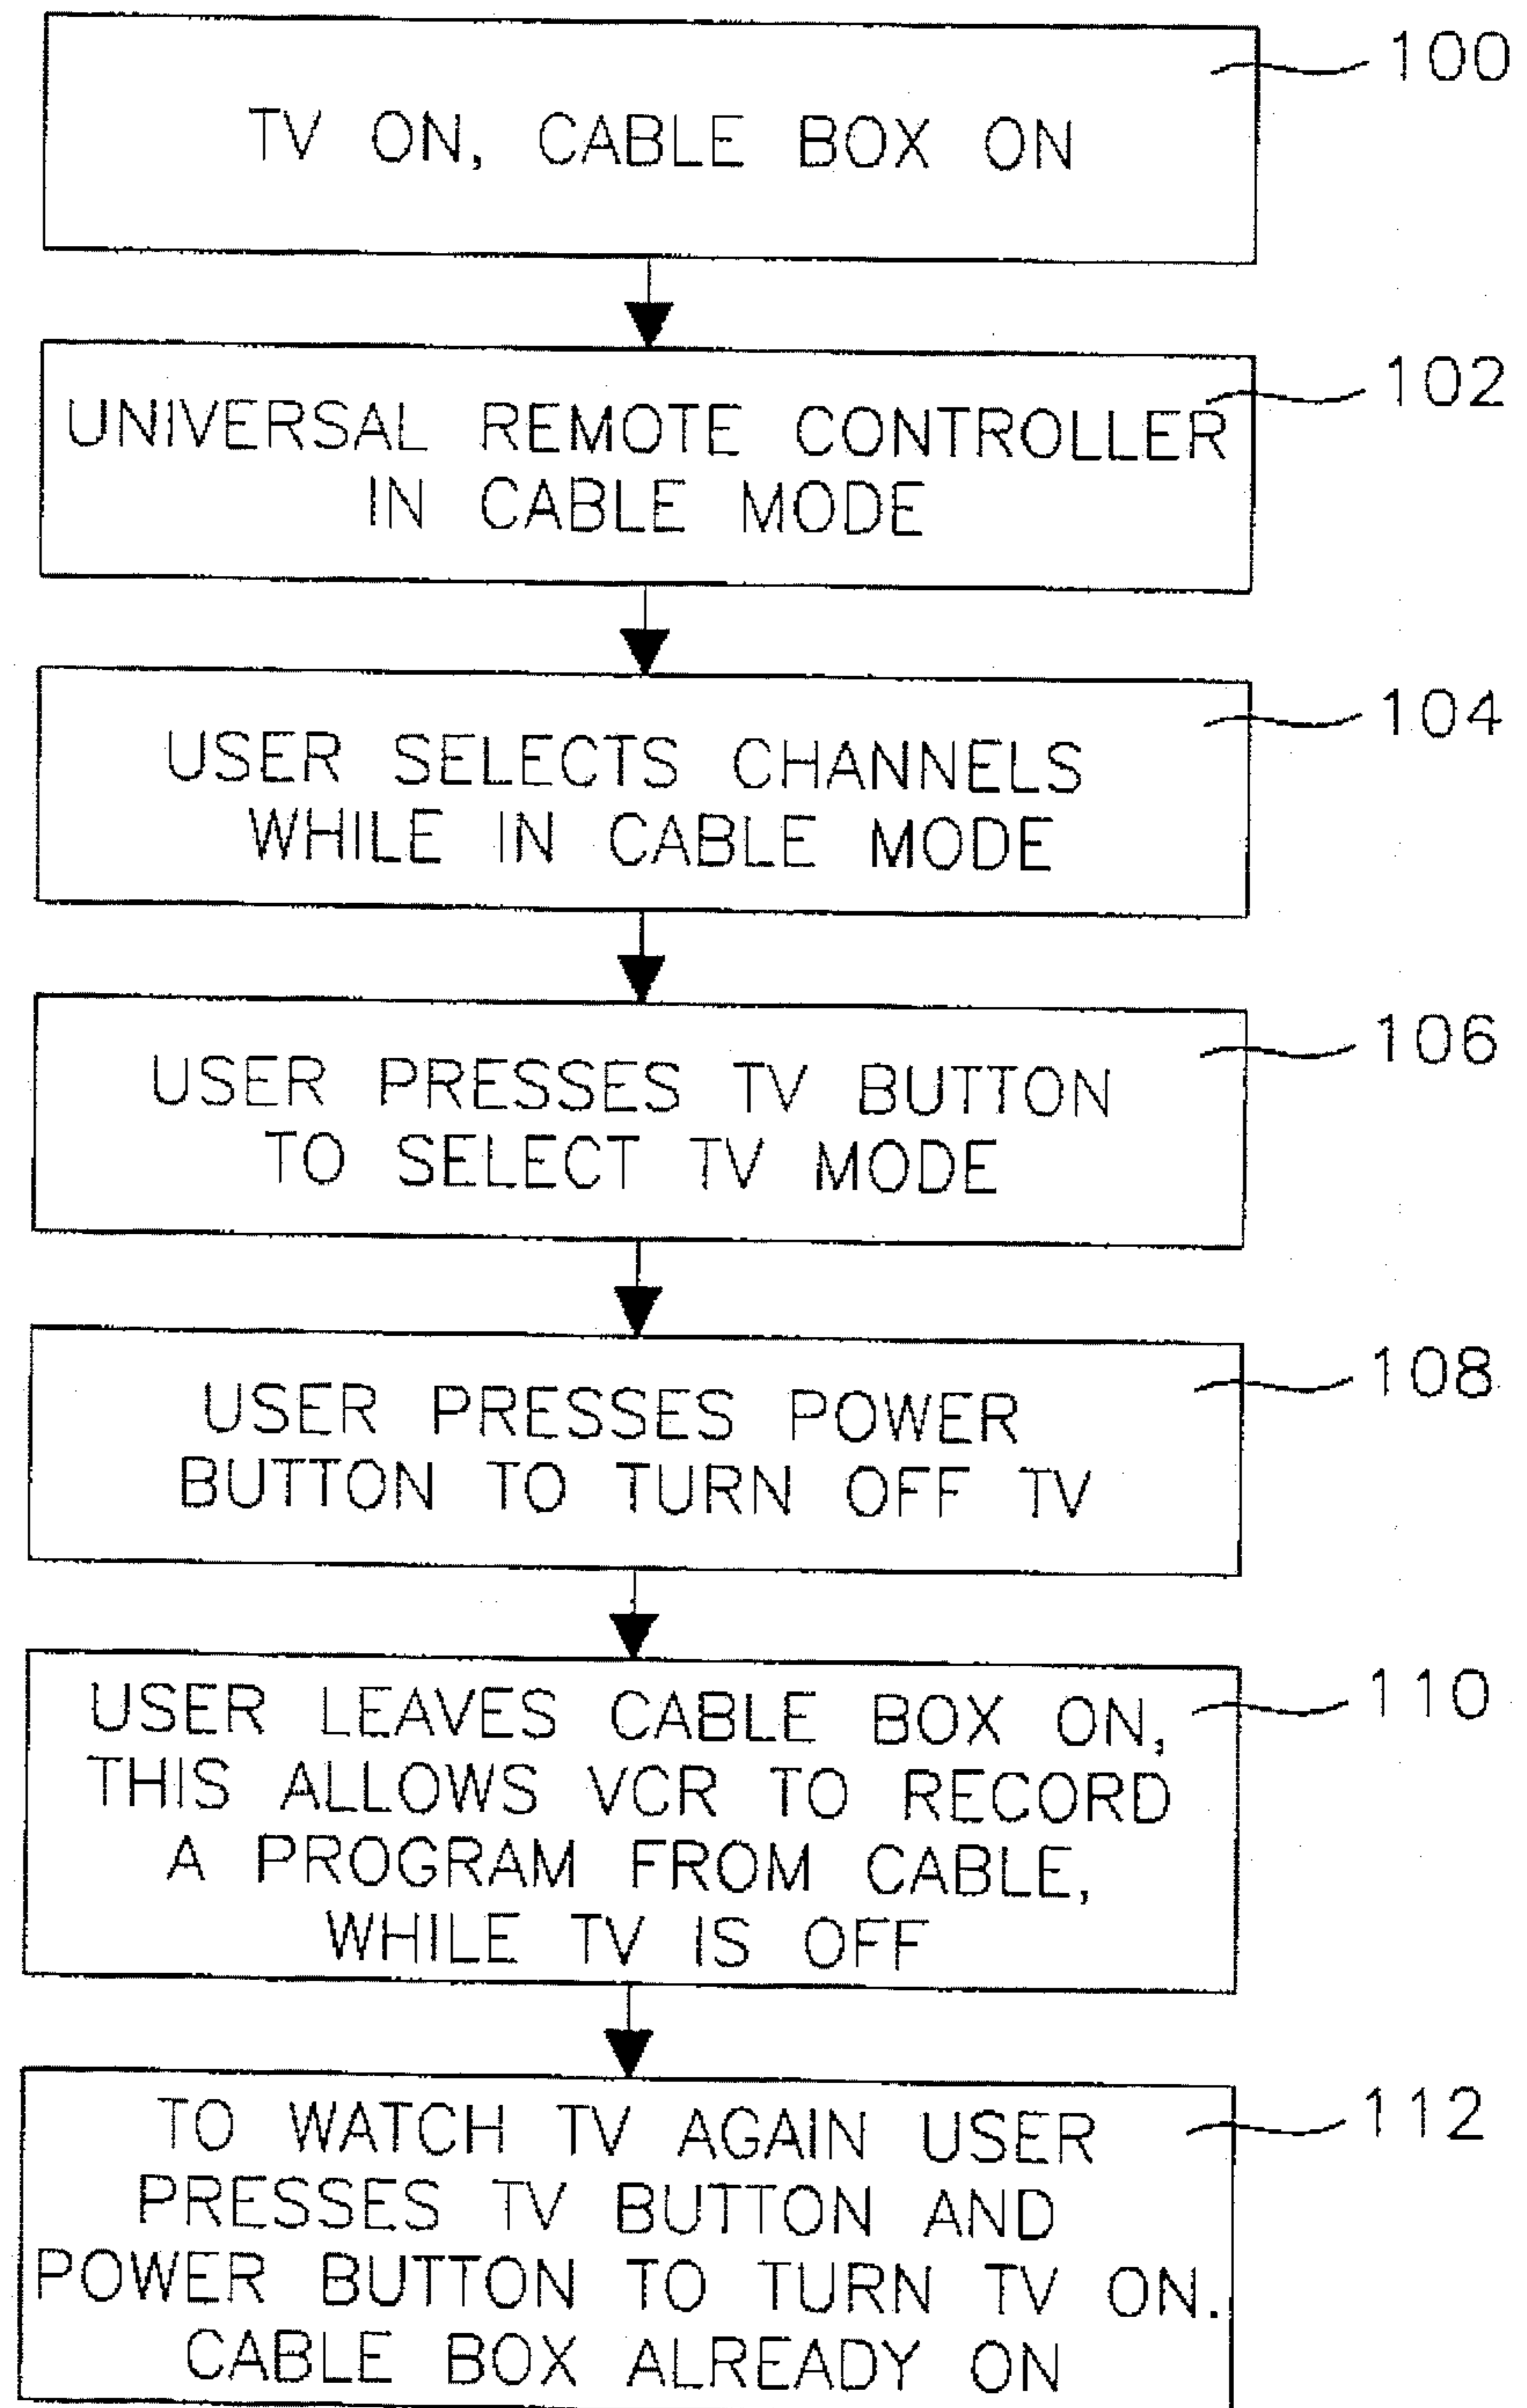 TV ON, CABLE BOX ON
100
UNIVERSAL REMOTE CONTROLLER
IN CABLE MODE
102
USER SELECTS CHANNELS
WHILE IN CABLE MODE
104
USER PRESSES TV BUTTON
TO SELECT TV MODE
106
USER PRESSES POWER
BUTTON TO TURN OFF TV
108
USER LEAVES CABLE BOX ON,
THIS ALLOWS VCR TO RECORD
A PROGRAM FROM CABLE,
WHILE TV IS OFF
110
TO WATCH TV AGAIN USER
PRESSES TV BUTTON AND
POWER BUTTON TO TURN TV ON.
CABLE BOX ALREADY ON
112